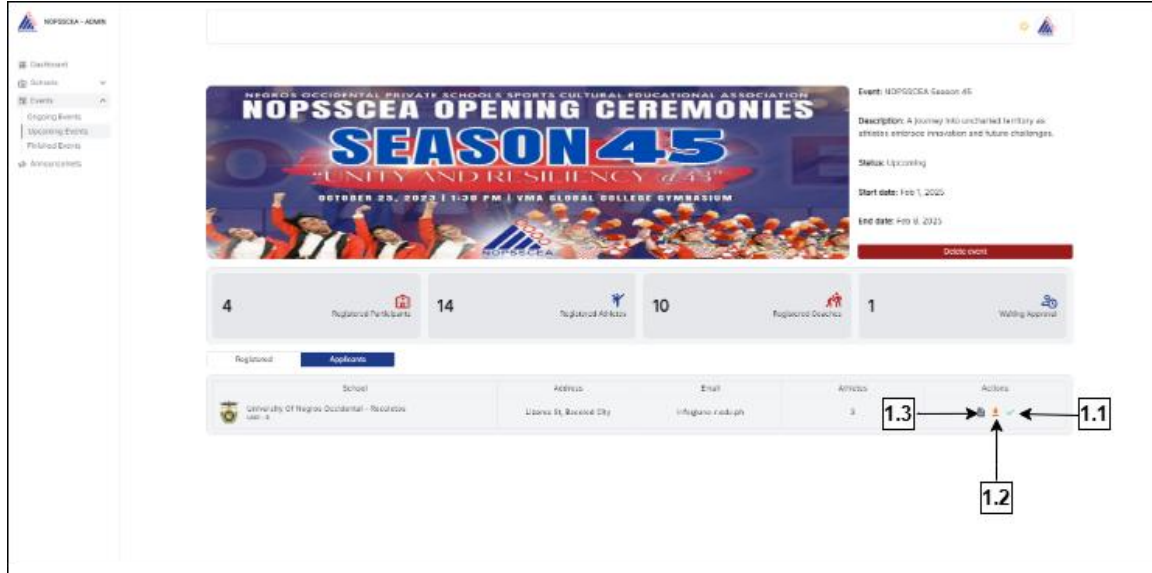 NOPSSCEA - ADMIN
Dashboard
Schools
Events
Ongoing Events
Upcoming Events
Finished Events
Announcements
NEGROS OCCIDENTAL PRIVATE SCHOOLS SPORTS CULTURAL EDUCATIONAL ASSOCIATION
NOPSSCEA OPENING CEREMONIES
SEASON 45
"UNITY AND RESILIENCY @43"
OCTOBER 25, 2023 | 1:30 PM | VMA GLOBAL COLLEGE GYMNASIUM
NOPSSCEA
Event: NOPSSCEA Season 45
Description: A journey into uncharted territory as
athletes embrace innovation and future challenges.
Status: Upcoming
Start date: Feb 1, 2025
End date: Feb 8, 2025
Delete event
4 Registered Participants
14 Registered Athletes
10 Registered Coaches
1 Waiting Approval
Registered Applicants
School Address Email Athletes Actions
University Of Negros Occidental - Recoletos
Lizares St, Bacolod City 3
1.3
1.1
1.2